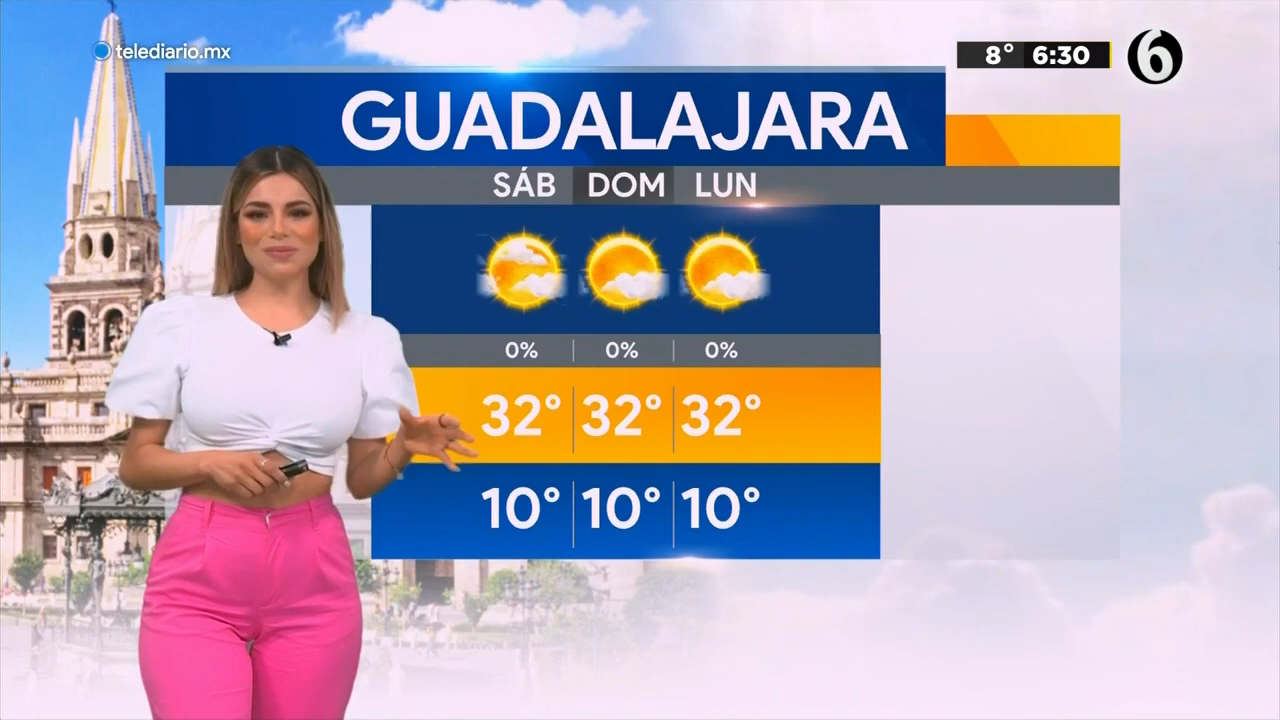 telediario.mx
8° 6:30 6
GUADALAJARA
SÁB DOM LUN
0% 0% 0%
32° 32° 32°
10° 10° 10°